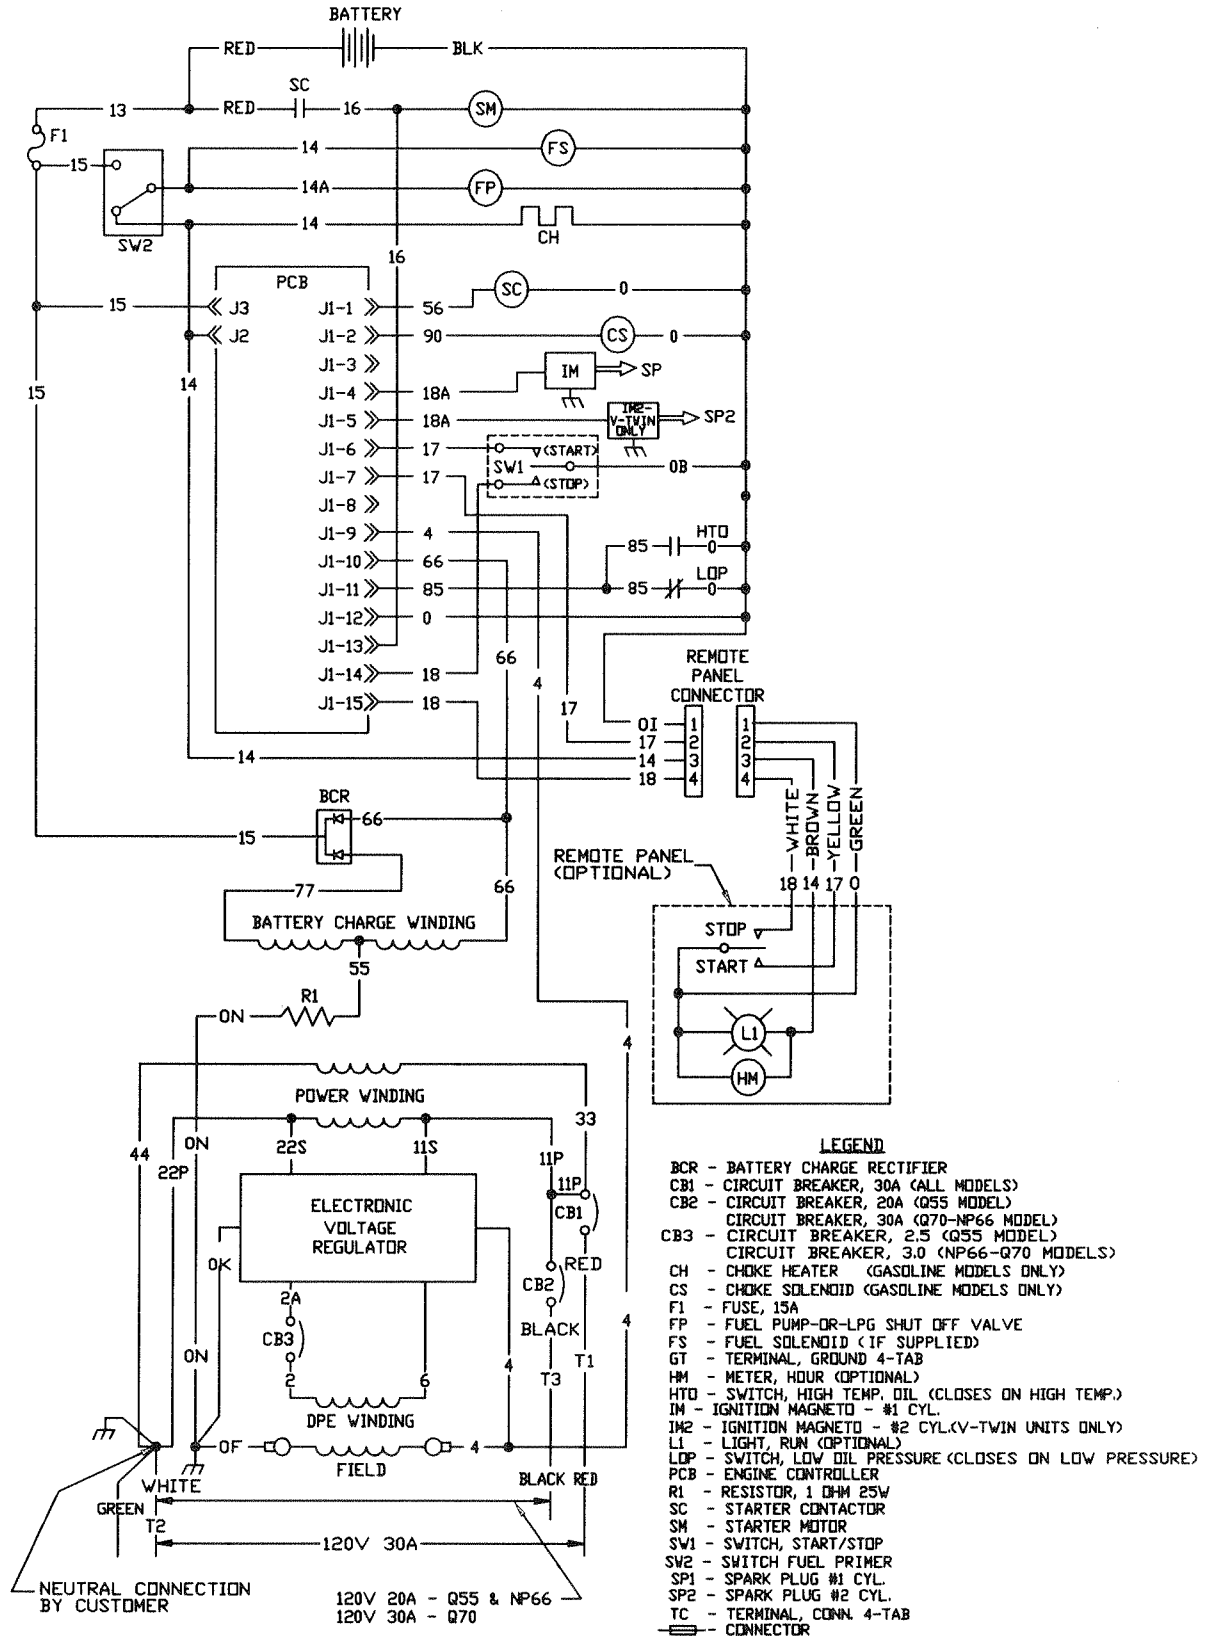 BATTERY
RED
BLK
SC
13
RED
16
SM
F1
15
14
FS
14A
FP
14
CH
SW2
16
PCB
15
J3
J1-1
56
SC
0
J2
J1-2
90
CS
0
J1-3
IM
SP
15
14
J1-4
18A
J1-5
18A
IM2-
V-TWIN
ONLY
SP2
J1-6
17
(START)
SW1
0B
J1-7
17
(STOP)
J1-8
J1-9
4
85
HTO
0
J1-10
66
J1-11
85
85
LOP
0
J1-12
0
J1-13
66
J1-14
18
4
J1-15
18
17
REMOTE
PANEL
CONNECTOR
OI
1
1
17
2
2
14
14
3
3
18
4
4
WHITE
BROWN
YELLOW
GREEN
BCR
66
15
REMOTE PANEL
(OPTIONAL)
18
14
17
0
77
66
BATTERY CHARGE WINDING
STOP
START
55
R1
ON
L1
4
HM
POWER WINDING
33
44
ON
22S
11S
22P
11P
11P
CB1
ELECTRONIC
VOLTAGE
REGULATOR
OK
RED
CB2
2A
CB3
BLACK
4
ON
2
6
4
T3
T1
DPE WINDING
OF
4
FIELD
WHITE
BLACK
RED
GREEN
T2
120V 30A
NEUTRAL CONNECTION
BY CUSTOMER
120V 20A - Q55 & NP66
120V 30A - Q70
LEGEND
BCR - BATTERY CHARGE RECTIFIER
CB1 - CIRCUIT BREAKER, 30A (ALL MODELS)
CB2 - CIRCUIT BREAKER, 20A (Q55 MODEL)
CIRCUIT BREAKER, 30A (Q70-NP66 MODEL)
CB3 - CIRCUIT BREAKER, 2.5 (Q55 MODEL)
CIRCUIT BREAKER, 3.0 (NP66-Q70 MODELS)
CH - CHOKE HEATER (GASOLINE MODELS ONLY)
CS - CHOKE SOLENOID (GASOLINE MODELS ONLY)
F1 - FUSE, 15A
FP - FUEL PUMP-OR-LPG SHUT OFF VALVE
FS - FUEL SOLENOID (IF SUPPLIED)
GT - TERMINAL, GROUND 4-TAB
HM - METER, HOUR (OPTIONAL)
HTO - SWITCH, HIGH TEMP. OIL (CLOSES ON HIGH TEMP.)
IM - IGNITION MAGNETO - #1 CYL.
IM2 - IGNITION MAGNETO - #2 CYL.(V-TWIN UNITS ONLY)
L1 - LIGHT, RUN (OPTIONAL)
LOP - SWITCH, LOW OIL PRESSURE (CLOSES ON LOW PRESSURE)
PCB - ENGINE CONTROLLER
R1 - RESISTOR, 1 OHM 25W
SC - STARTER CONTACTOR
SM - STARTER MOTOR
SW1 - SWITCH, START/STOP
SW2 - SWITCH FUEL PRIMER
SP1 - SPARK PLUG #1 CYL.
SP2 - SPARK PLUG #2 CYL.
TC - TERMINAL, CONN. 4-TAB
- CONNECTOR